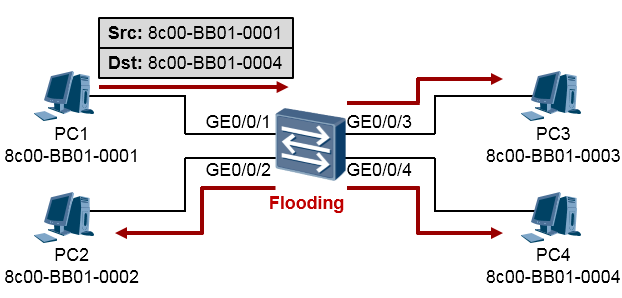 Src: 8c00-BB01-0001
Dst: 8c00-BB01-0004
GE0/0/1
GE0/0/3
PC1
8c00-BB01-0001
PC3
8c00-BB01-0003
GE0/0/2
GE0/0/4
Flooding
PC2
8c00-BB01-0002
PC4
8c00-BB01-0004